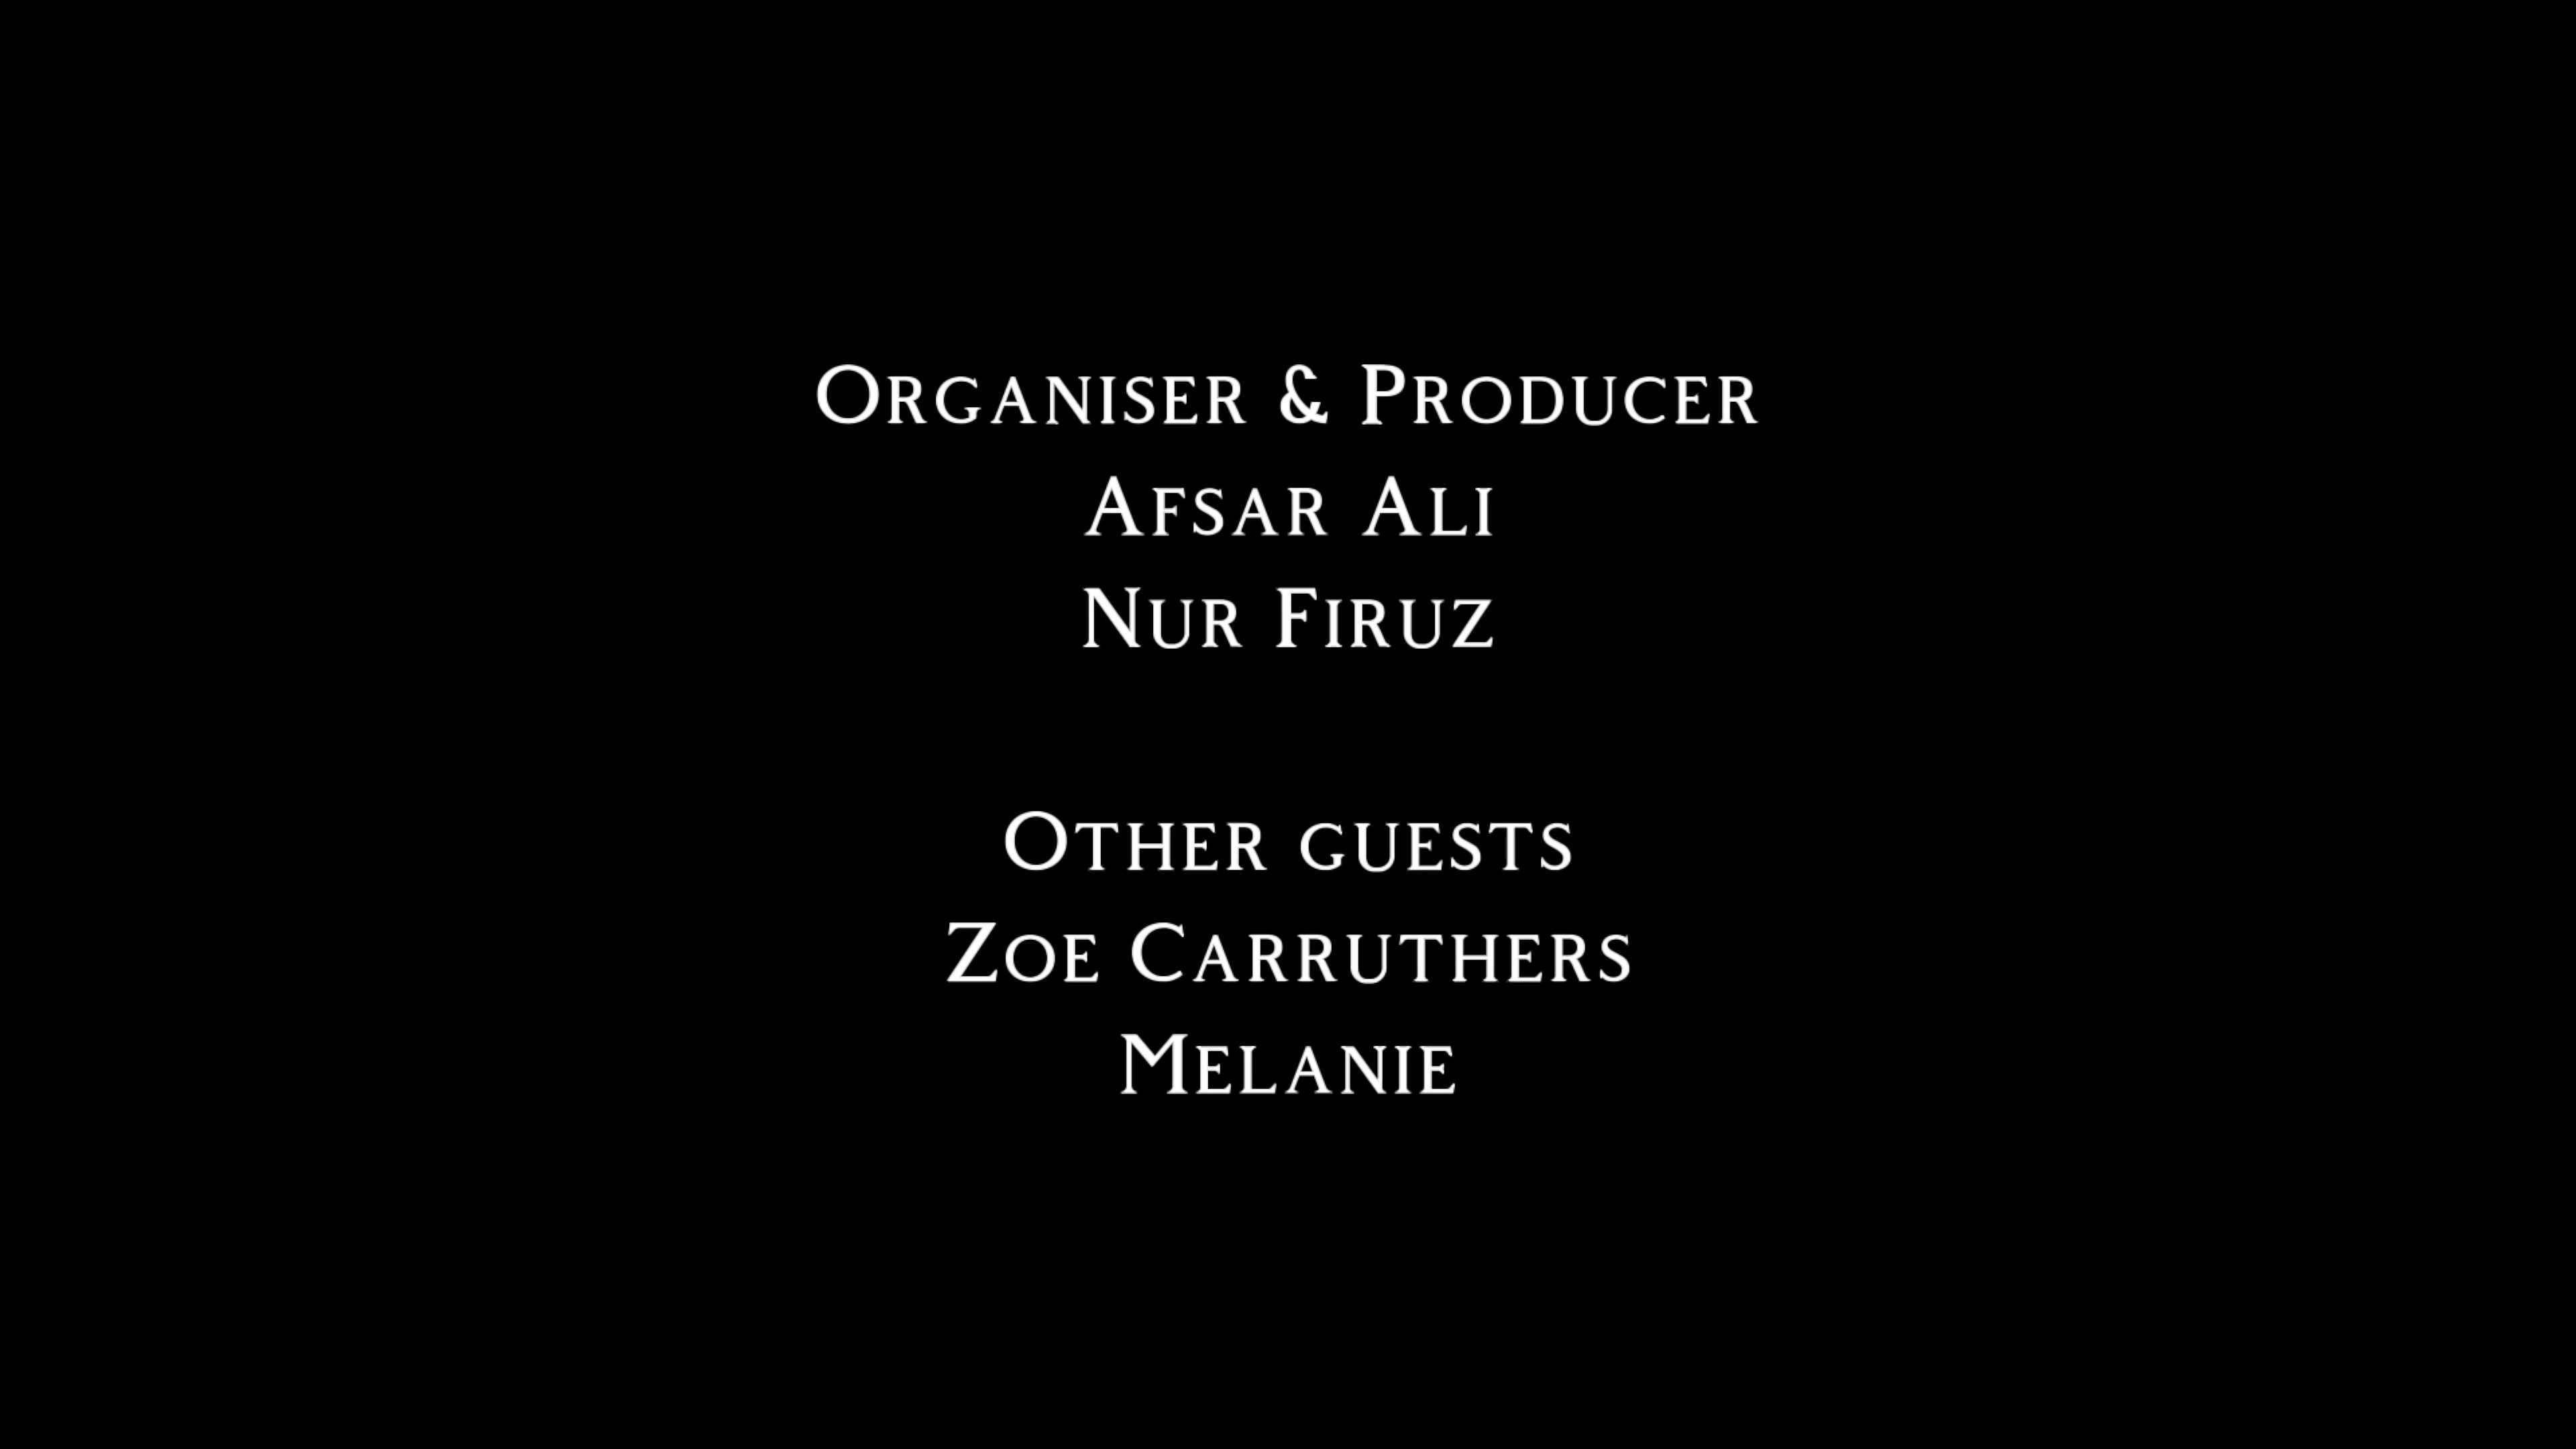 Organiser & Producer
Afsar Ali
Nur Firuz
Other guests
Zoe Carruthers
Melanie